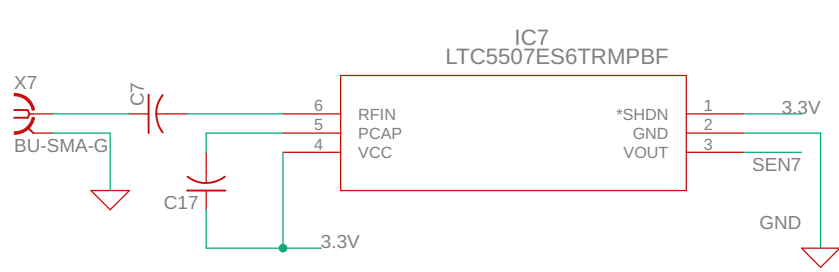 IC7
LTC5507ES6TRMPBF
X7
C7
BU-SMA-G
6
5
4
RFIN
PCAP
VCC
*SHDN
GND
VOUT
1
2
3
3.3V
SEN7
C17
GND
3.3V